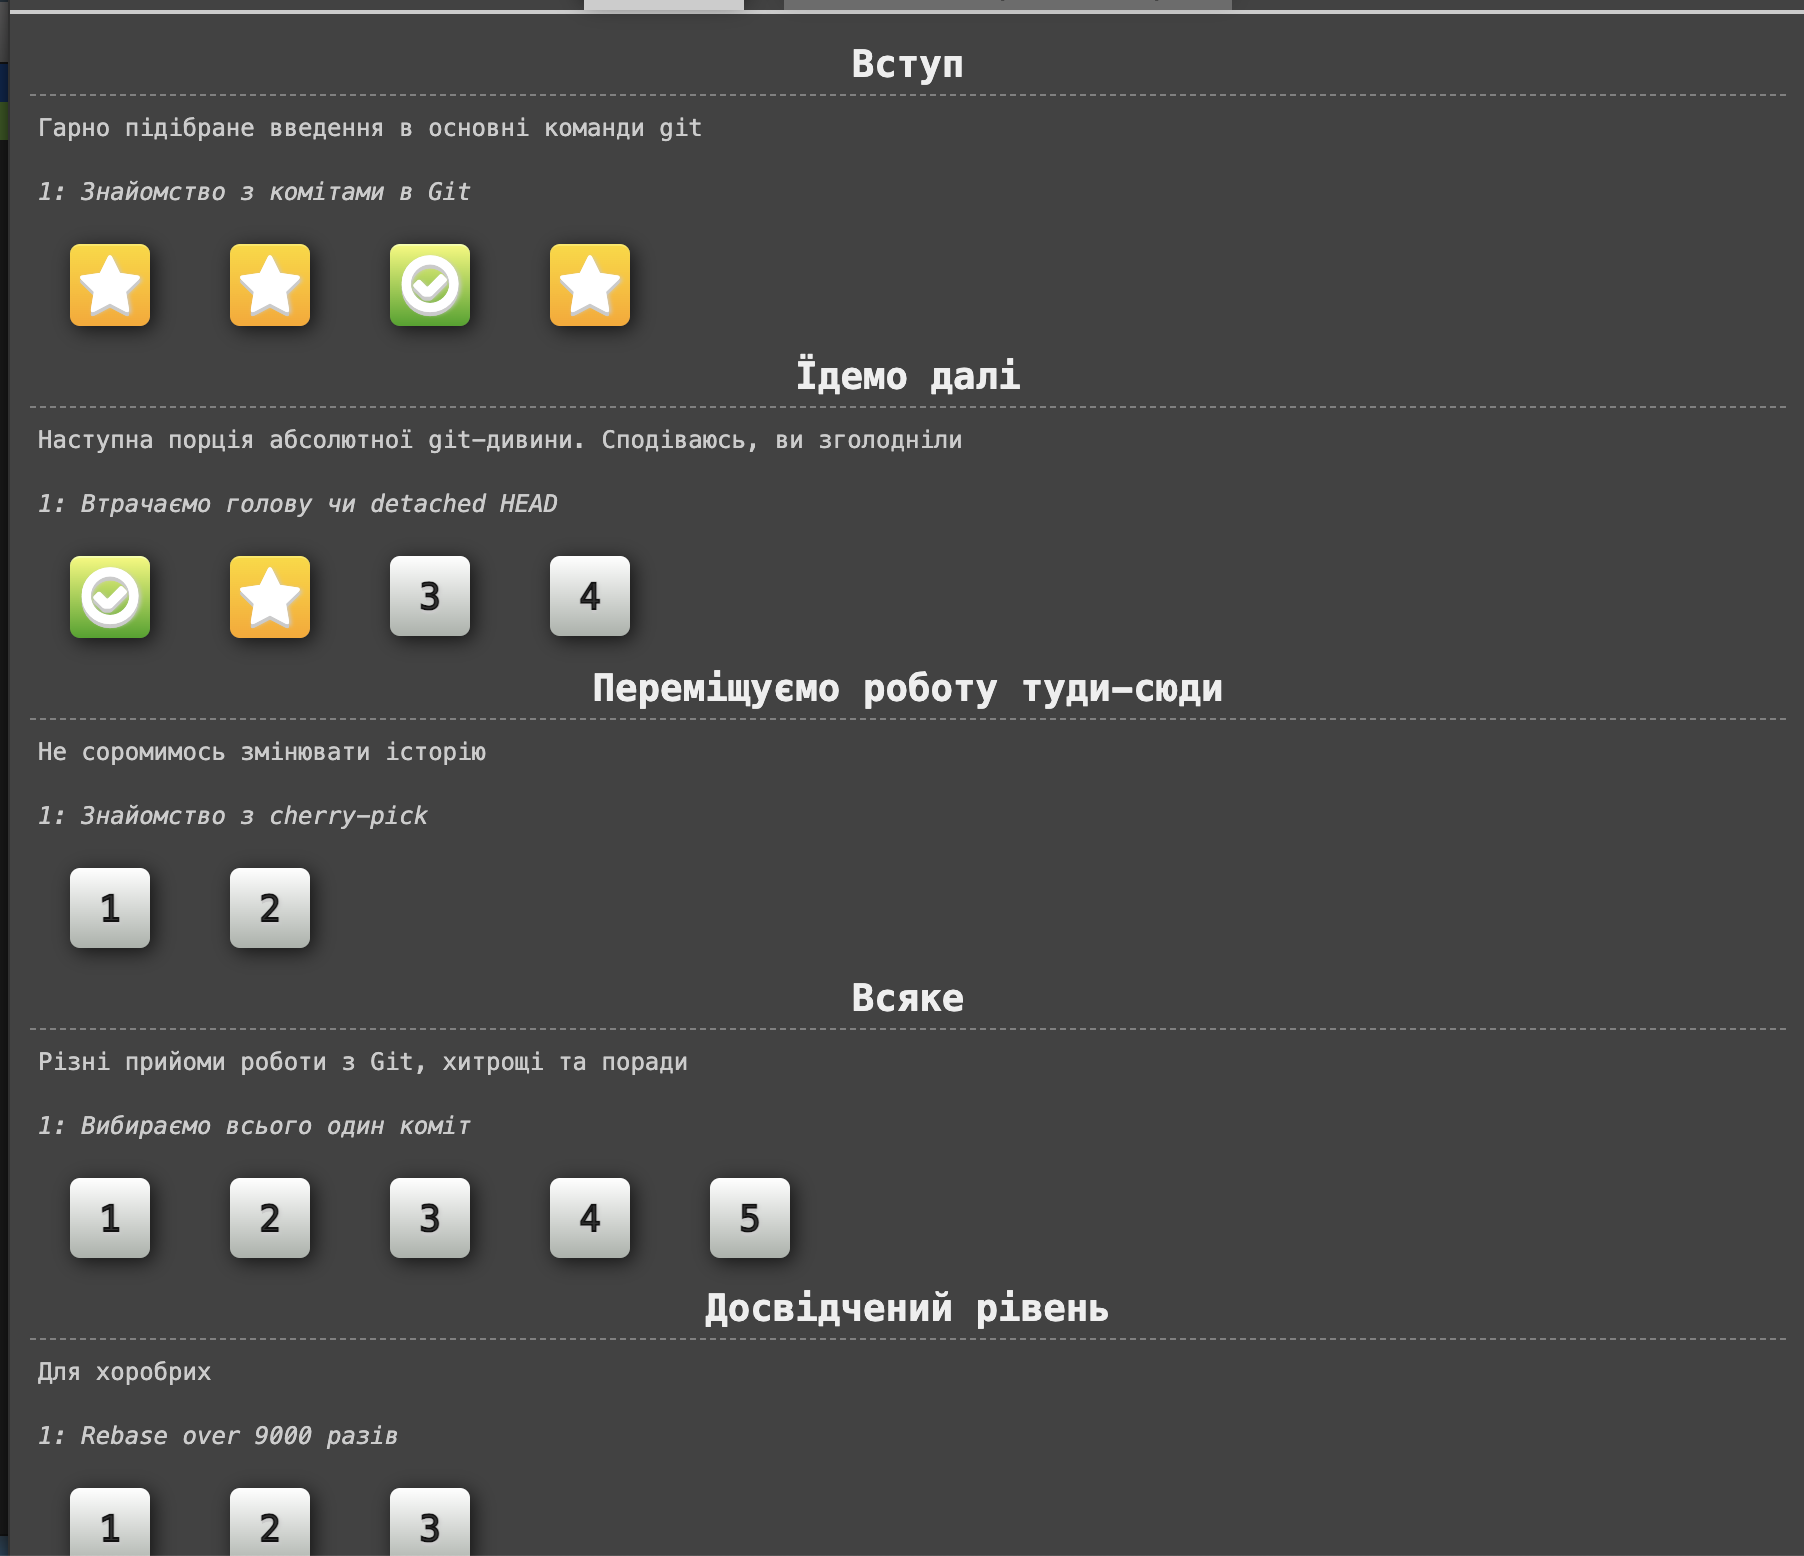 Вступ
Гарно підібране введення в основні команди git
1: Знайомство з комітами в Git
Їдемо далі
Наступна порція абсолютної git-дивини. Сподіваюсь, ви зголодніли
1: Втрачаємо голову чи detached HEAD
3 4
Переміщуємо роботу туди-сюди
Не соромимось змінювати історію
1: Знайомство з cherry-pick
1 2
Всяке
Різні прийоми роботи з Git, хитрощі та поради
1: Вибираємо всього один коміт
1 2 3 4 5
Досвідчений рівень
Для хоробрих
1: Rebase over 9000 разів
1 2 3